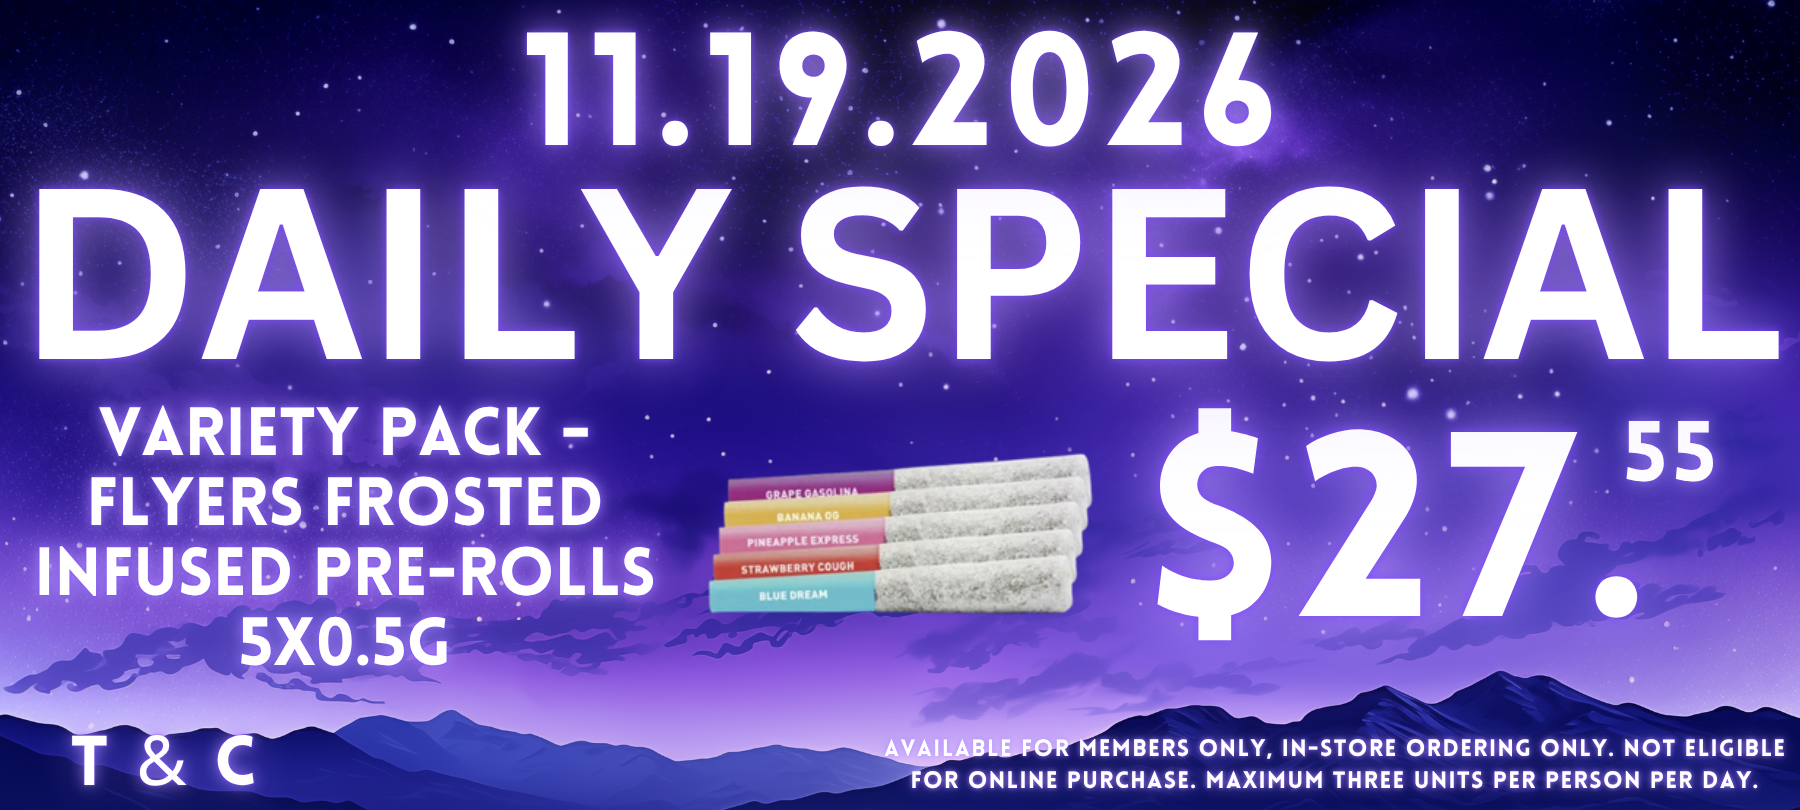 11.19.2026
DAILY SPECIAL
VARIETY PACK -
FLYERS FROSTED
INFUSED PRE-ROLLS
5X0.5G
GRAPE GASOLINA
BANANA OG
PINEAPPLE EXPRESS
STRAWBERRY COUGH
BLUE DREAM
$27.55
T & C
AVAILABLE FOR MEMBERS ONLY, IN-STORE ORDERING ONLY. NOT ELIGIBLE
FOR ONLINE PURCHASE. MAXIMUM THREE UNITS PER PERSON PER DAY.